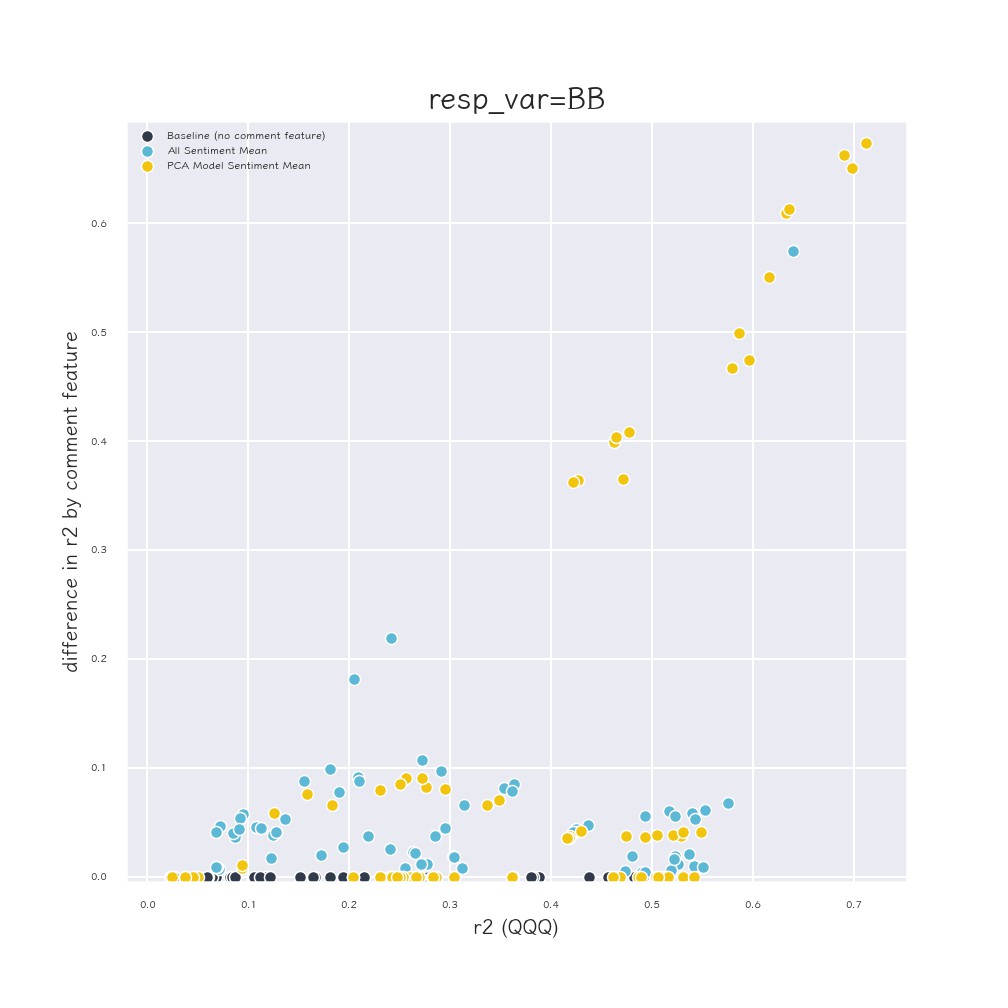 resp_var=BB
Baseline (no comment feature)
All Sentiment Mean
PCA Model Sentiment Mean
difference in r2 by comment feature
0.6
0.5
0.4
0.3
0.2
0.1
0.0
0.0 0.1 0.2 0.3 0.4 0.5 0.6 0.7
r2 (QQQ)